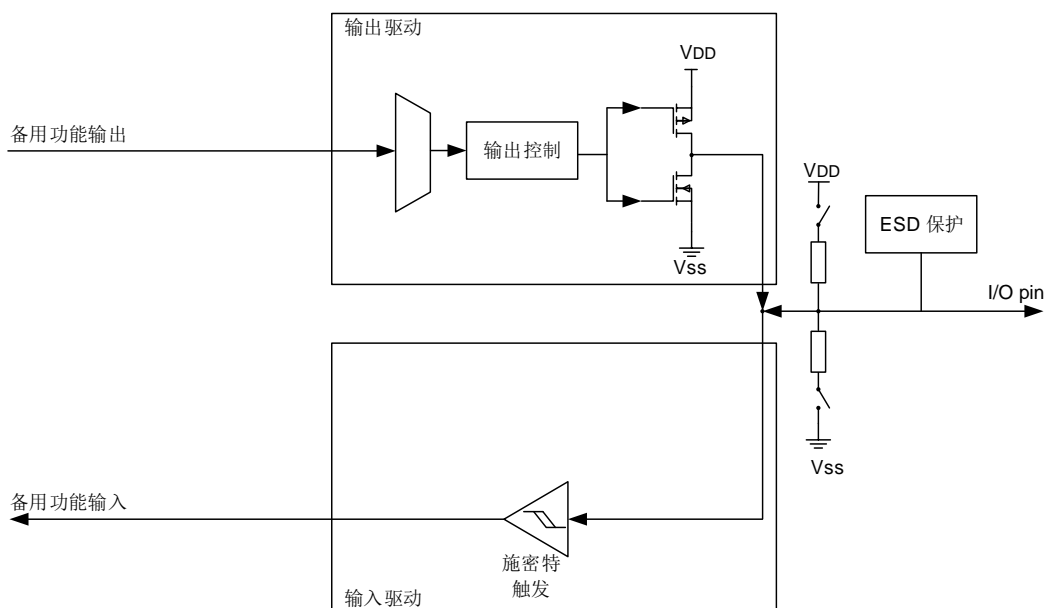 输出驱动
VDD
备用功能输出
输出控制
VDD
ESD 保护
Vss
I/O pin
Vss
备用功能输入
施密特
触发
输入驱动